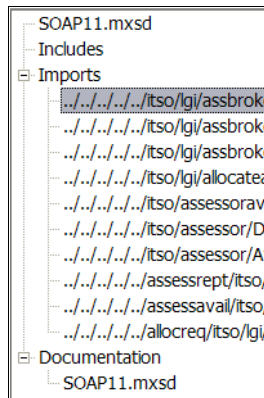 SOAP11.mxsd
Includes
Imports
../../../../../itso/lgi/assbroke
../../../../../itso/lgi/assbroke
../../../../../itso/lgi/assbroke
../../../../../itso/lgi/allocatea
../../../../../itso/assessorav
../../../../../itso/assessor/D
../../../../../itso/assessor/A
../../../../../assessrept/itso/
../../../../../assessavail/itso/
../../../../../allocreq/itso/lgi/
Documentation
SOAP11.mxsd